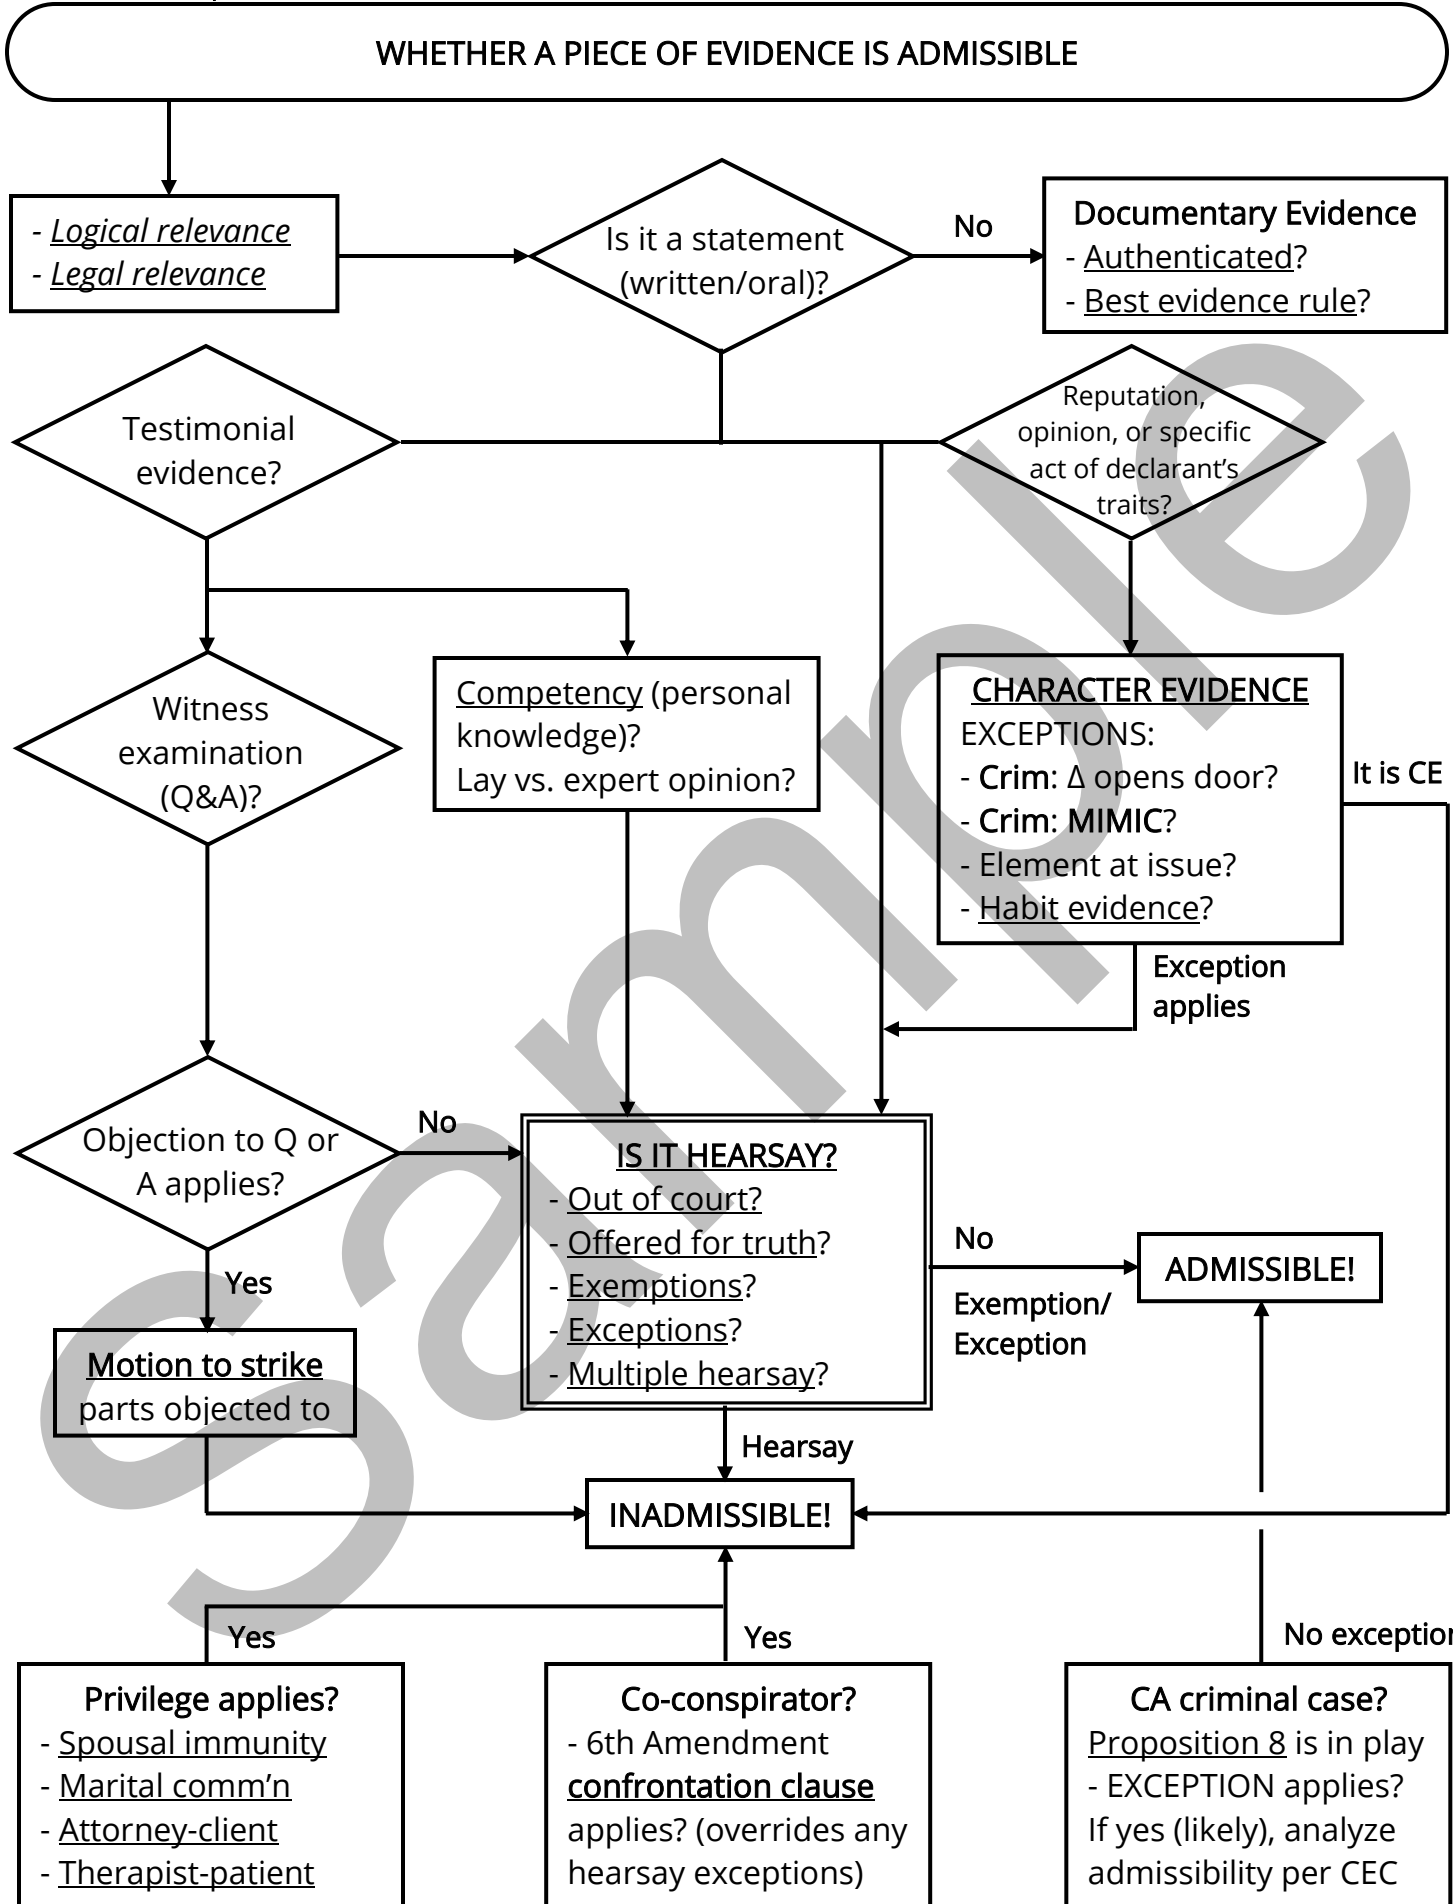 WHETHER A PIECE OF EVIDENCE IS ADMISSIBLE
- Logical relevance
- Legal relevance
Is it a statement
(written/oral)?
No
Documentary Evidence
- Authenticated?
- Best evidence rule?
Testimonial
evidence?
Reputation,
opinion, or specific
act of declarant's
traits?
Witness
examination
(Q&A)?
Competency (personal
knowledge)?
Lay vs. expert opinion?
CHARACTER EVIDENCE
EXCEPTIONS:
- Crim: Δ opens door?
- Crim: MIMIC?
- Element at issue?
- Habit evidence?
It is CE
Exception
applies
Objection to Q or
A applies?
No
Yes
IS IT HEARSAY?
- Out of court?
- Offered for truth?
- Exemptions?
- Exceptions?
- Multiple hearsay?
No
Exemption/
Exception
ADMISSIBLE!
Motion to strike
parts objected to
Hearsay
INADMISSIBLE!
Yes
Yes
No exception
Privilege applies?
- Spousal immunity
- Marital comm'n
- Attorney-client
- Therapist-patient
Co-conspirator?
- 6th Amendment
confrontation clause
applies? (overrides any
hearsay exceptions)
CA criminal case?
Proposition 8 is in play
- EXCEPTION applies?
If yes (likely), analyze
admissibility per CEC
Sample